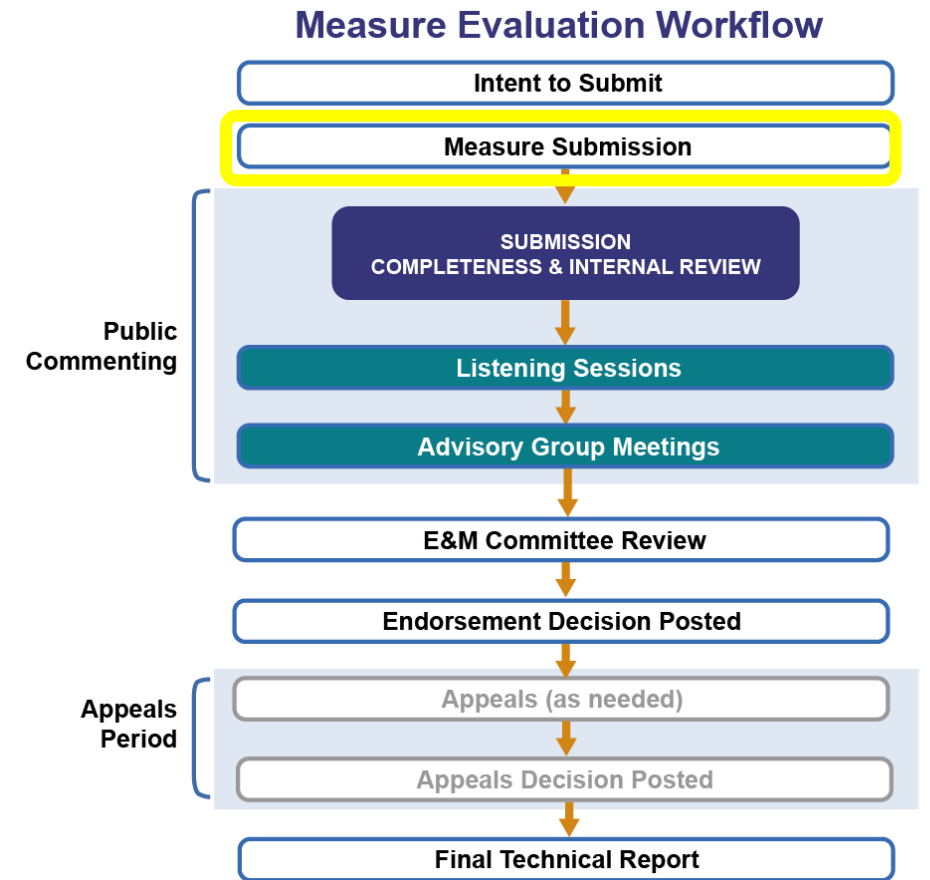 Measure Evaluation Workflow
Intent to Submit
Measure Submission
SUBMISSION
COMPLETENESS & INTERNAL REVIEW
Public
Commenting
Listening Sessions
Advisory Group Meetings
E&M Committee Review
Endorsement Decision Posted
Appeals
Period
Appeals (as needed)
Appeals Decision Posted
Final Technical Report